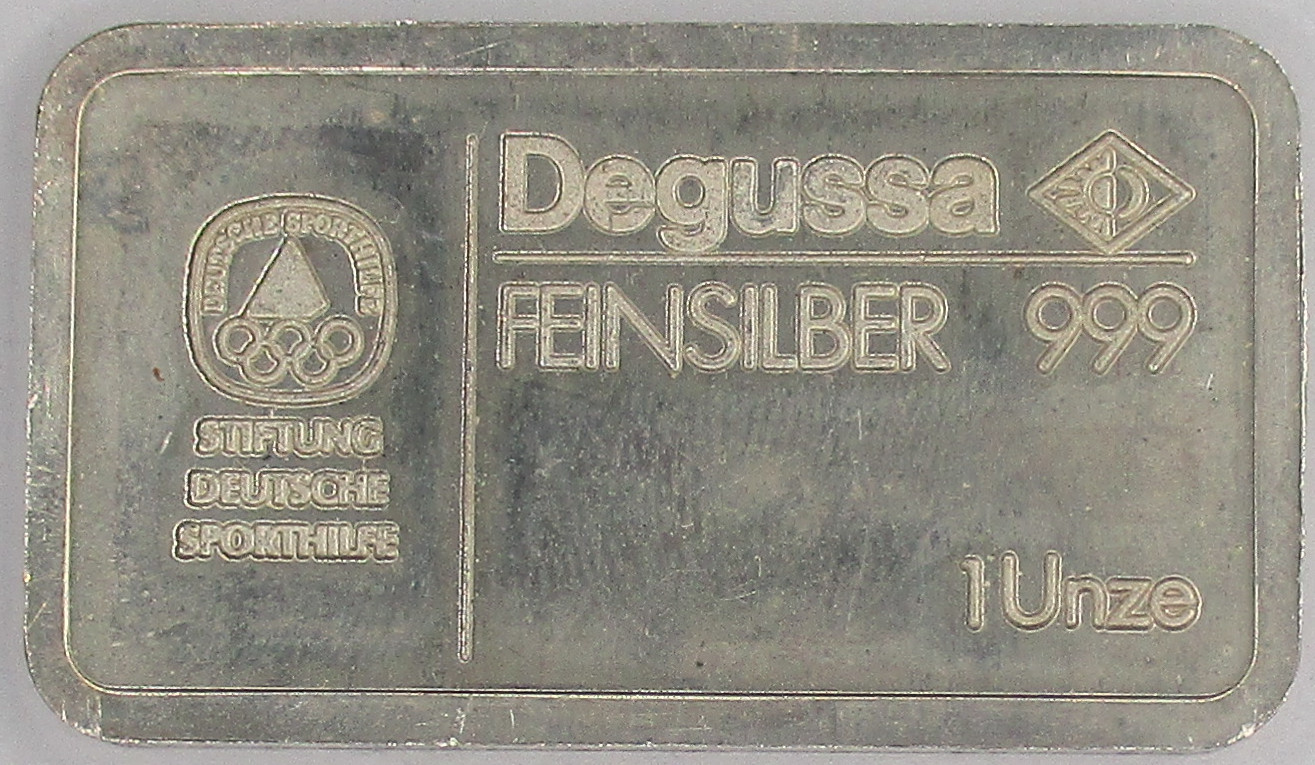 DEUTSCHE SPORTHILFE
STIFTUNG
DEUTSCHE
SPORTHILFE
Degussa
FEINSILBER 999
1 Unze